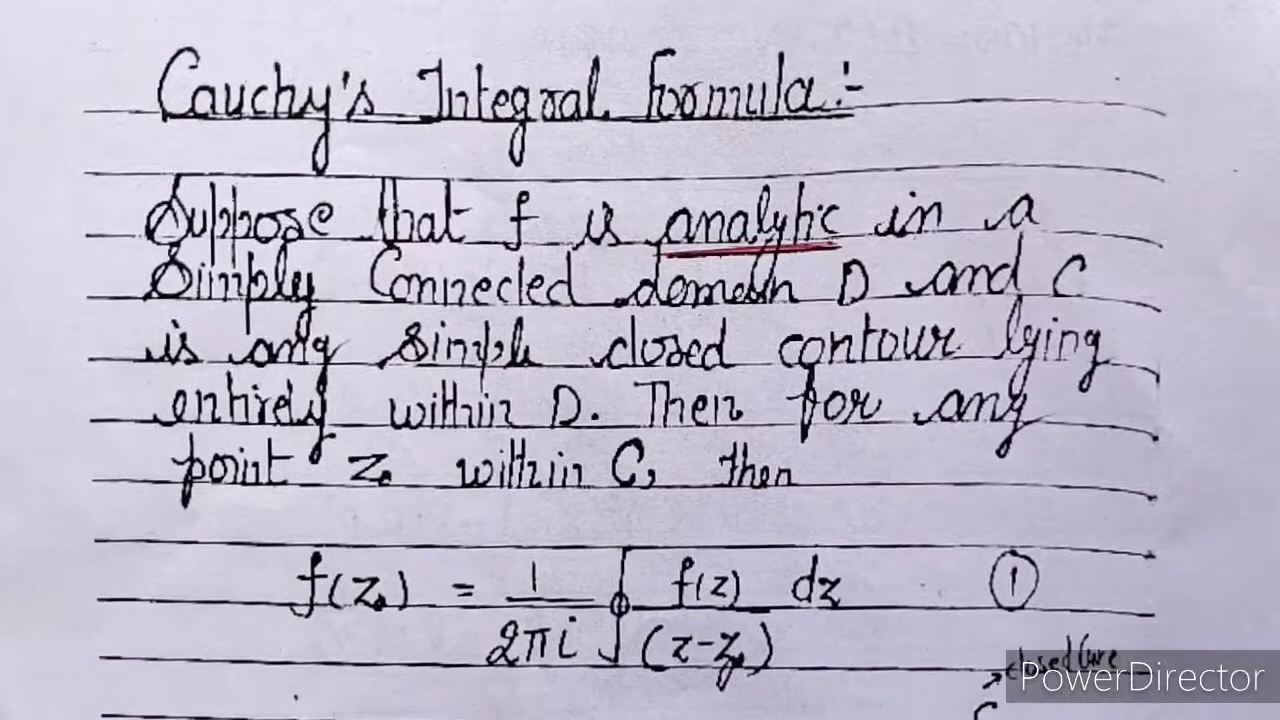 Cauchy's Integral Formula:-
Suppose that f is analytic in a
Simply Connected domain D and C
is any simple closed contour lying
entirely within D. Then for any
point z₀ within C, then
f(z₀) = 1/2πi ∮ f(z)/(z-z₀) dz ①
closed Curve
PowerDirector
C